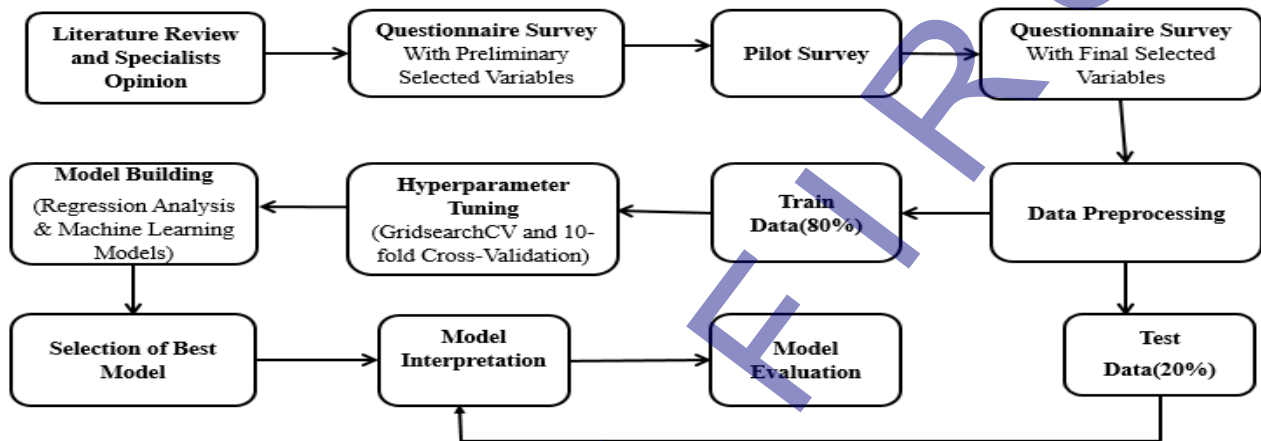 Literature Review
and Specialists
Opinion
Questionnaire Survey
With Preliminary
Selected Variables
Pilot Survey
Questionnaire Survey
With Final Selected
Variables
Model Building
(Regression Analysis
& Machine Learning
Models)
Hyperparameter
Tuning
(GridsearchCV and 10-
fold Cross-Validation)
Train
Data(80%)
Data Preprocessing
Selection of Best
Model
Model
Interpretation
Model
Evaluation
Test
Data(20%)
F I R